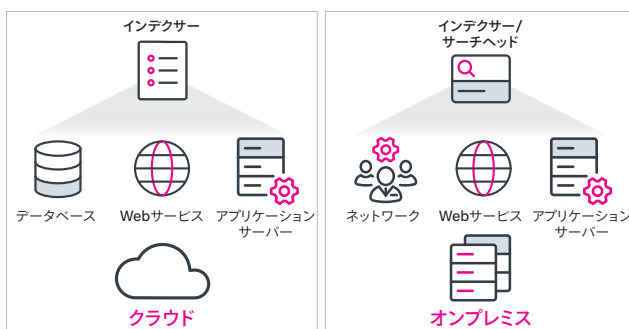 インデクサー
データベース
Webサービス
アプリケーション
サーバー
クラウド
インデクサー/
サーチヘッド
ネットワーク
Webサービス
アプリケーション
サーバー
オンプレミス